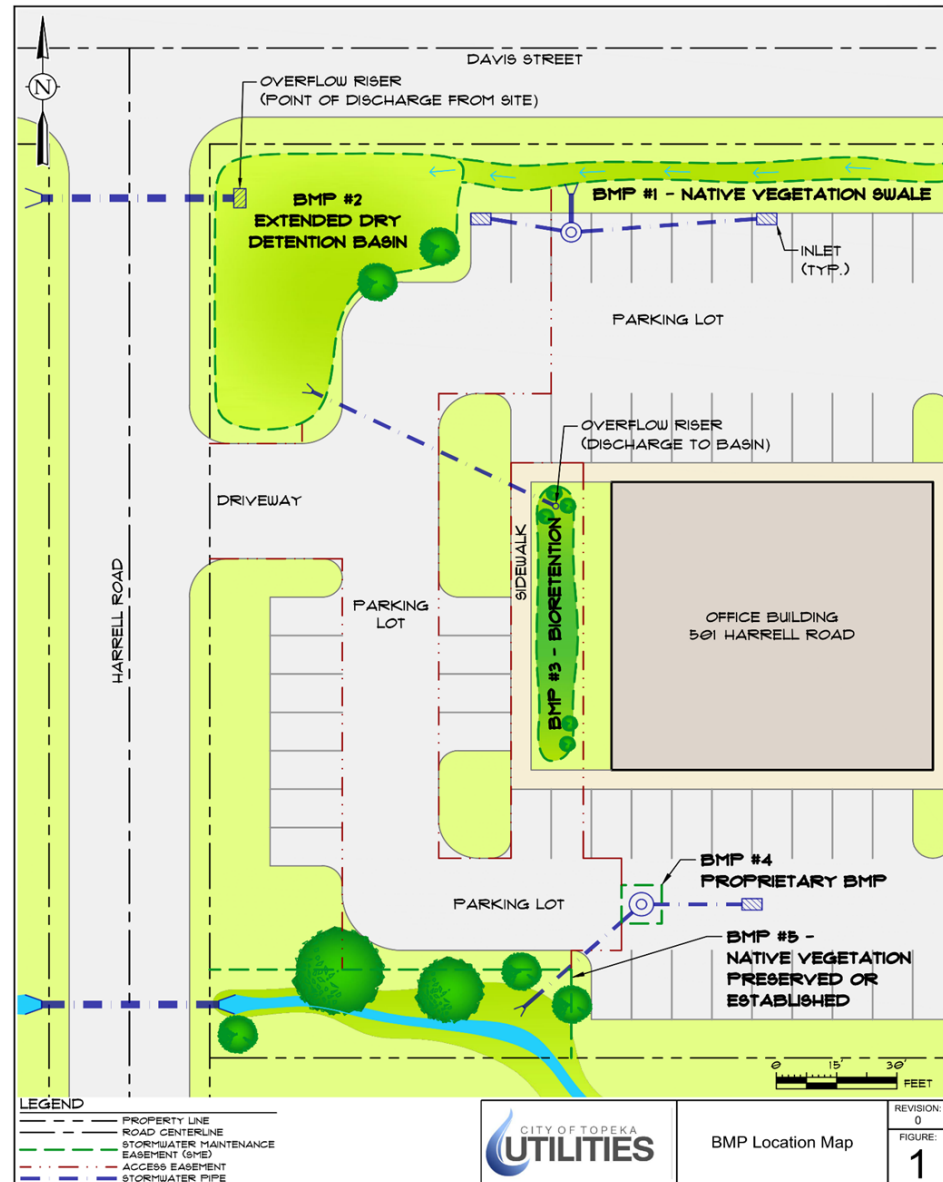 DAVIS STREET
OVERFLOW RISER
(POINT OF DISCHARGE FROM SITE)
N
BMP #2
EXTENDED DRY
DETENTION BASIN
BMP #1 - NATIVE VEGETATION SWALE
INLET
(TYP.)
PARKING LOT
OVERFLOW RISER
(DISCHARGE TO BASIN)
DRIVEWAY
SIDEWALK
BMP #3 - BIORETENTION
HARRELL ROAD
PARKING
LOT
OFFICE BUILDING
501 HARRELL ROAD
BMP #4
PROPRIETARY BMP
PARKING LOT
BMP #5 -
NATIVE VEGETATION
PRESERVED OR
ESTABLISHED
0 15' 30'
FEET
LEGEND
PROPERTY LINE
ROAD CENTERLINE
STORMWATER MAINTENANCE
EASEMENT (SME)
ACCESS EASEMENT
STORMWATER PIPE
CITY OF TOPEKA
UTILITIES
BMP Location Map
REVISION:
0
FIGURE:
1